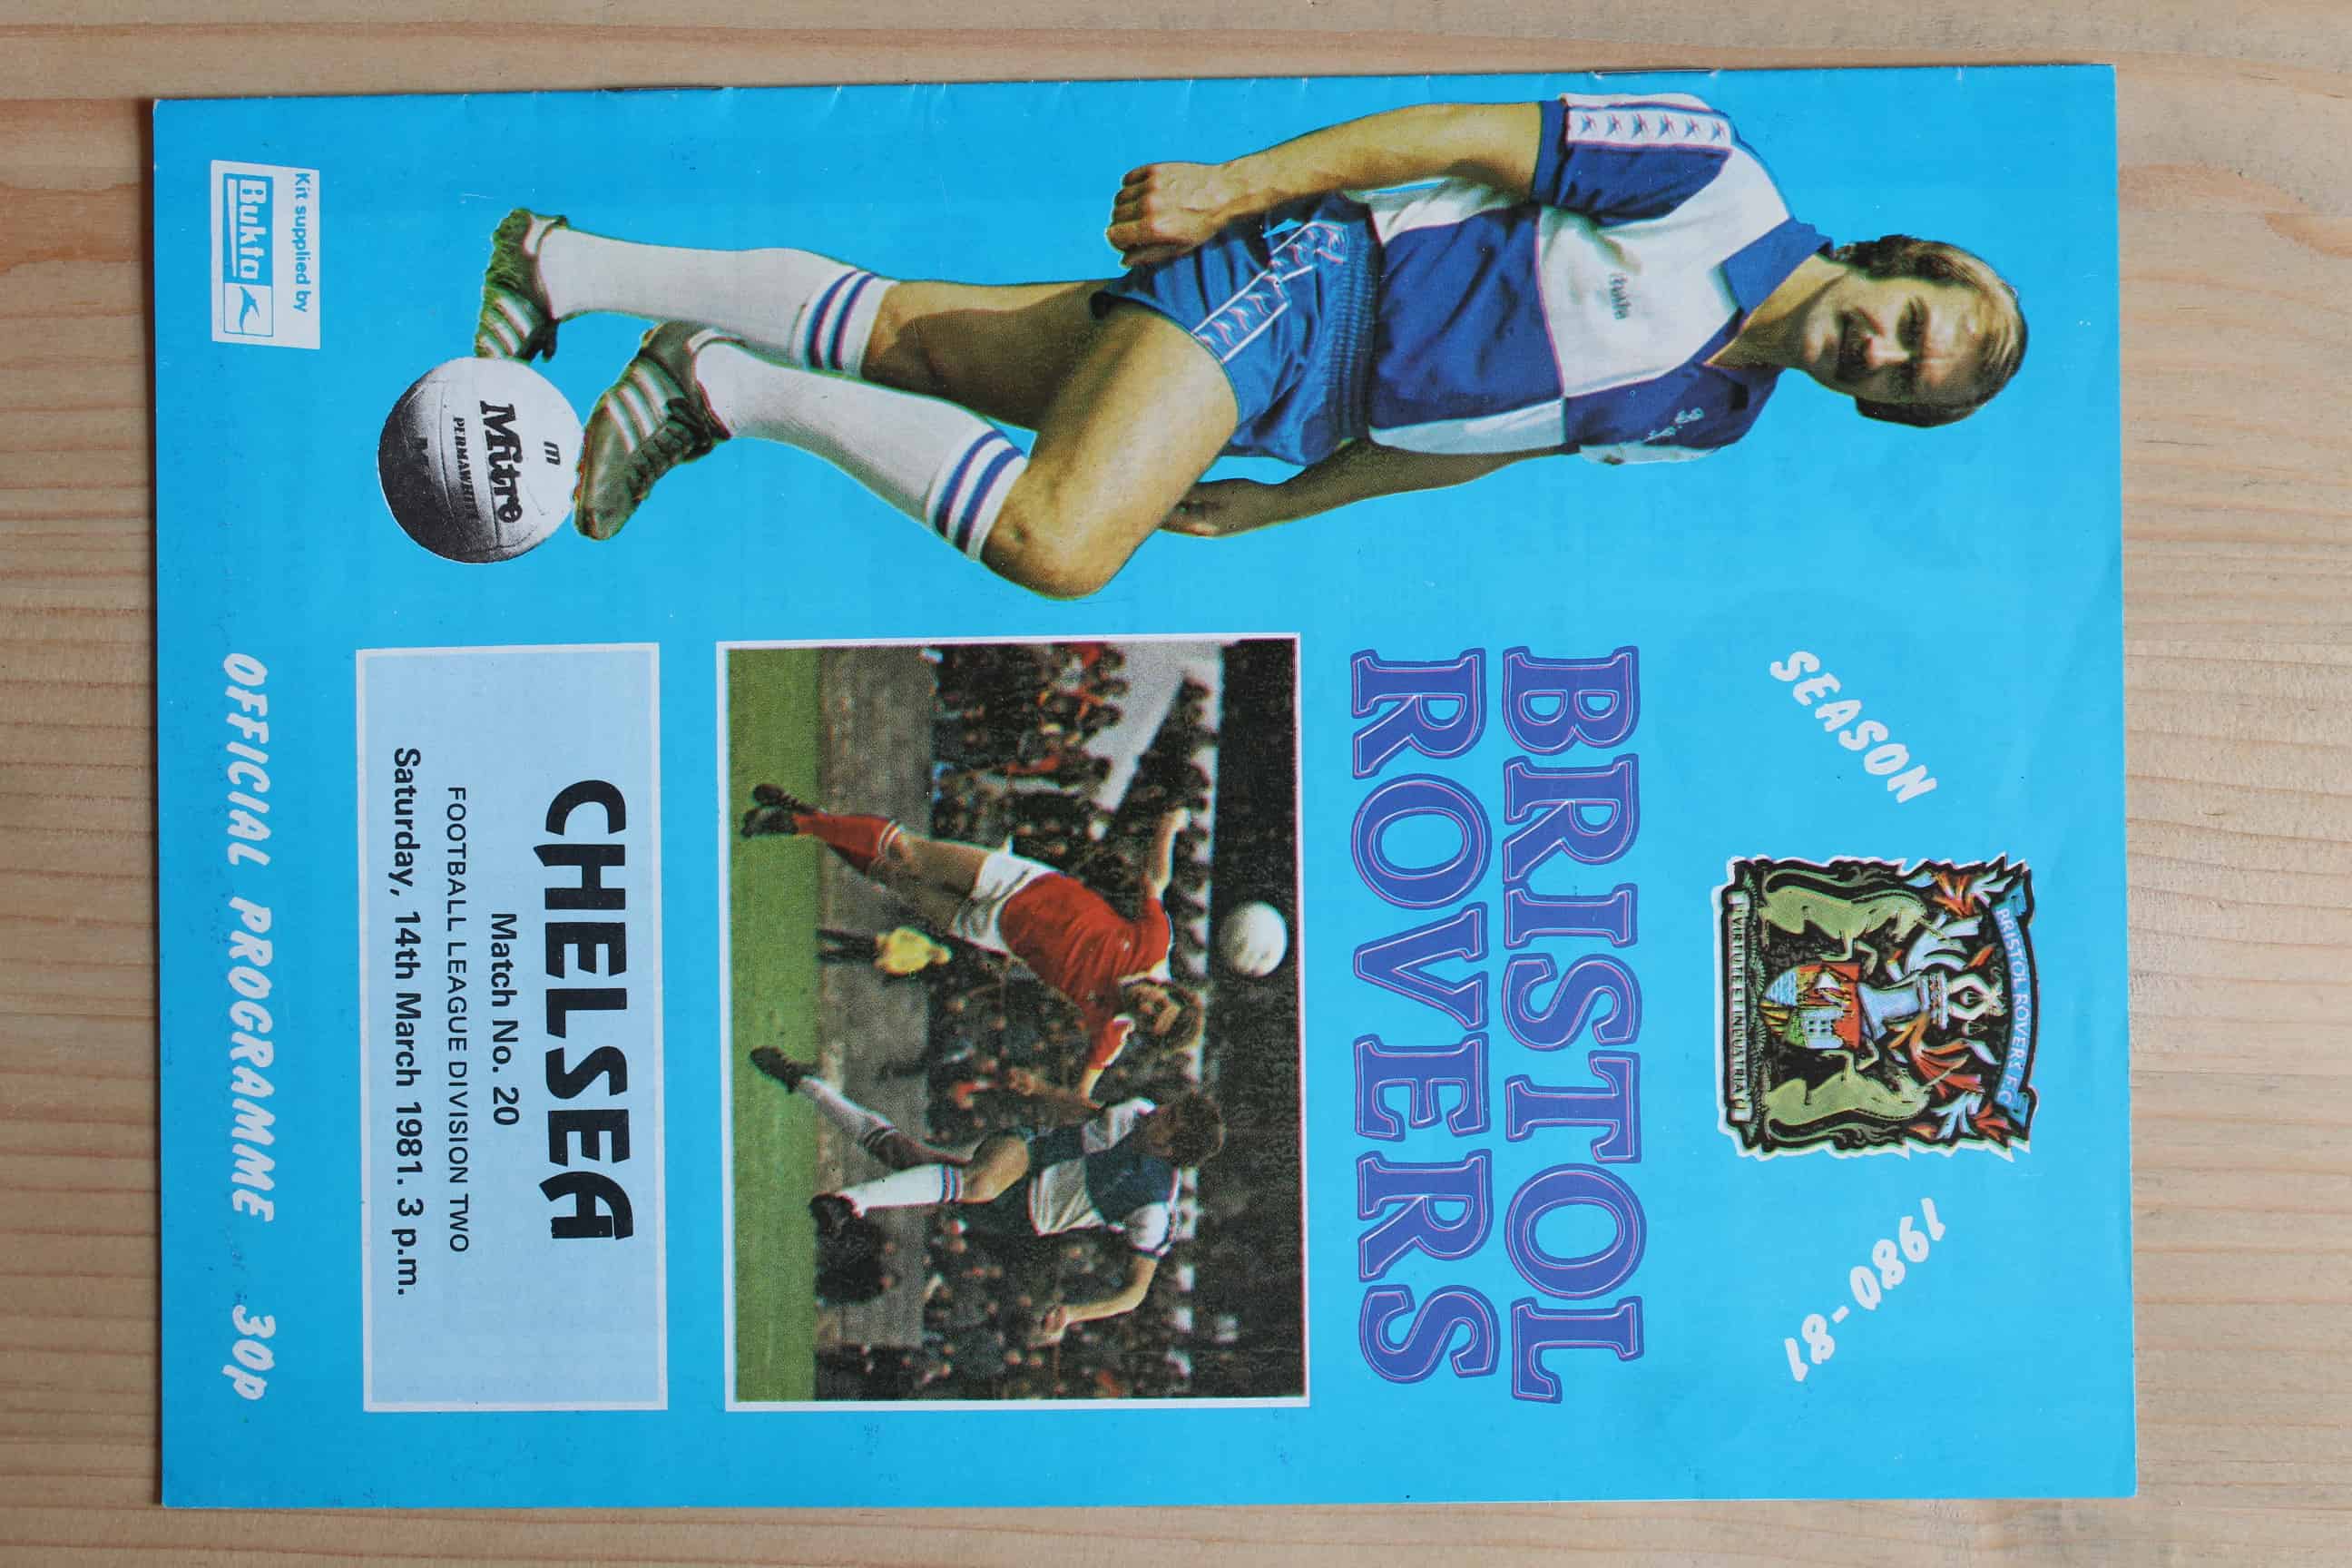 SEASON
BRISTOL ROVERS F.C.
VIRTUTE ET INDUSTRIA
1980-81
BRISTOL
ROVERS
Bukta
m
Mitre
PERMAWHITE
CHELSEA
Match No. 20
FOOTBALL LEAGUE DIVISION TWO
Saturday, 14th March 1981. 3 p.m.
Kit supplied by
Bukta
OFFICIAL PROGRAMME 30p